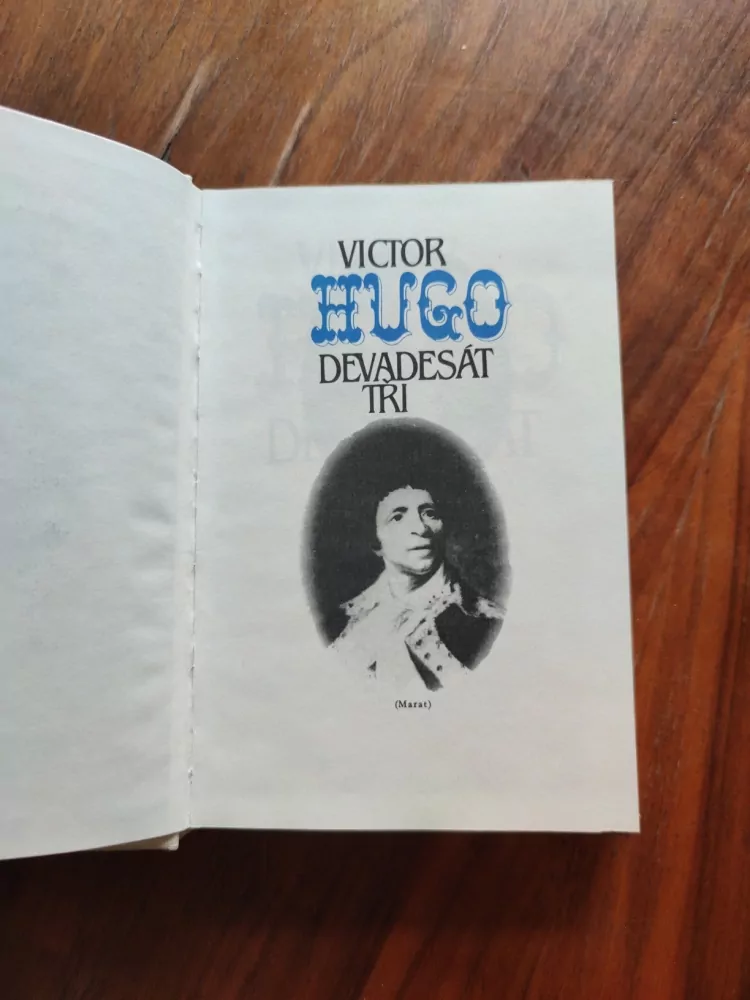 VICTOR
HUGO
DEVADESÁT
TŘI
(Marat)